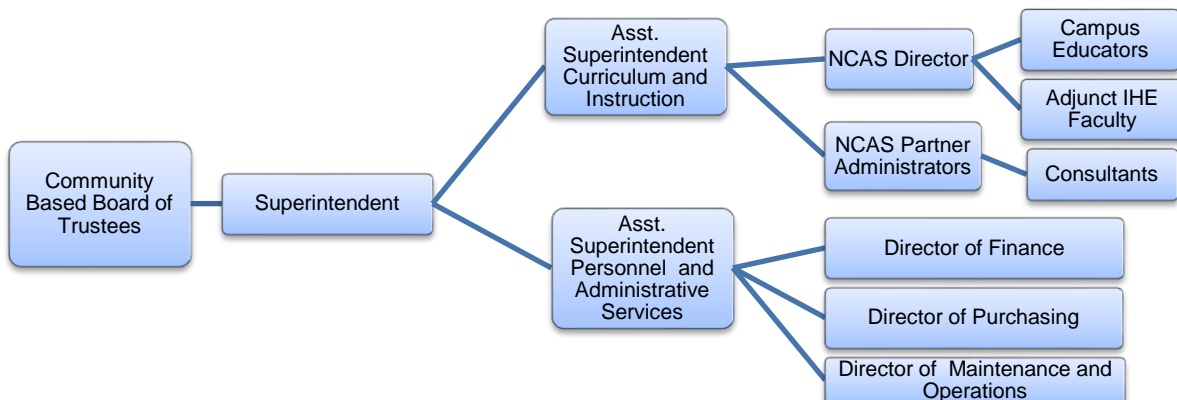 Community
Based Board of
Trustees
Superintendent
Asst.
Superintendent
Curriculum and
Instruction
NCAS Director
Campus
Educators
Adjunct IHE
Faculty
NCAS Partner
Administrators
Consultants
Asst.
Superintendent
Personnel and
Administrative
Services
Director of Finance
Director of Purchasing
Director of Maintenance and
Operations